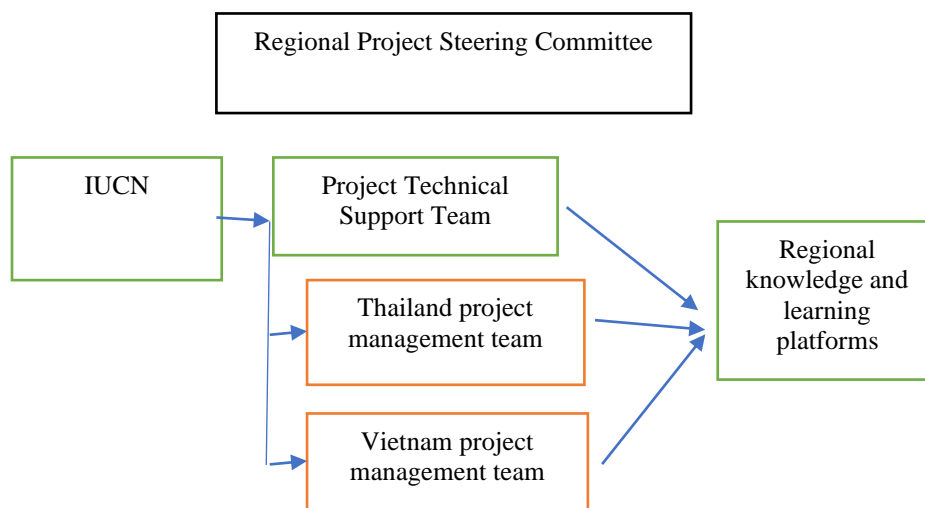 Regional Project Steering Committee
IUCN
Project Technical
Support Team
Thailand project
management team
Vietnam project
management team
Regional
knowledge and
learning
platforms